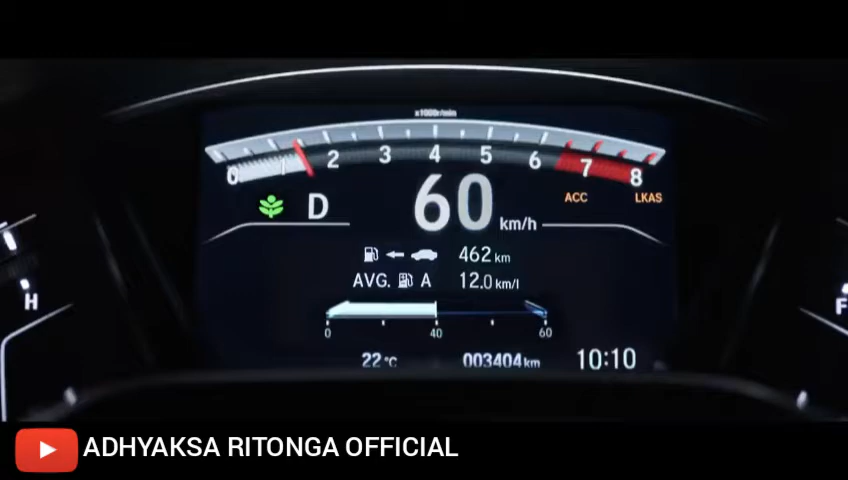 x1000r/min
0 1 2 3 4 5 6 7 8
ACC LKAS
D 60 km/h
462 km
AVG. A 12.0 km/l
0 40 60
22 °C 003404 km 10:10
H F
ADHYAKSA RITONGA OFFICIAL